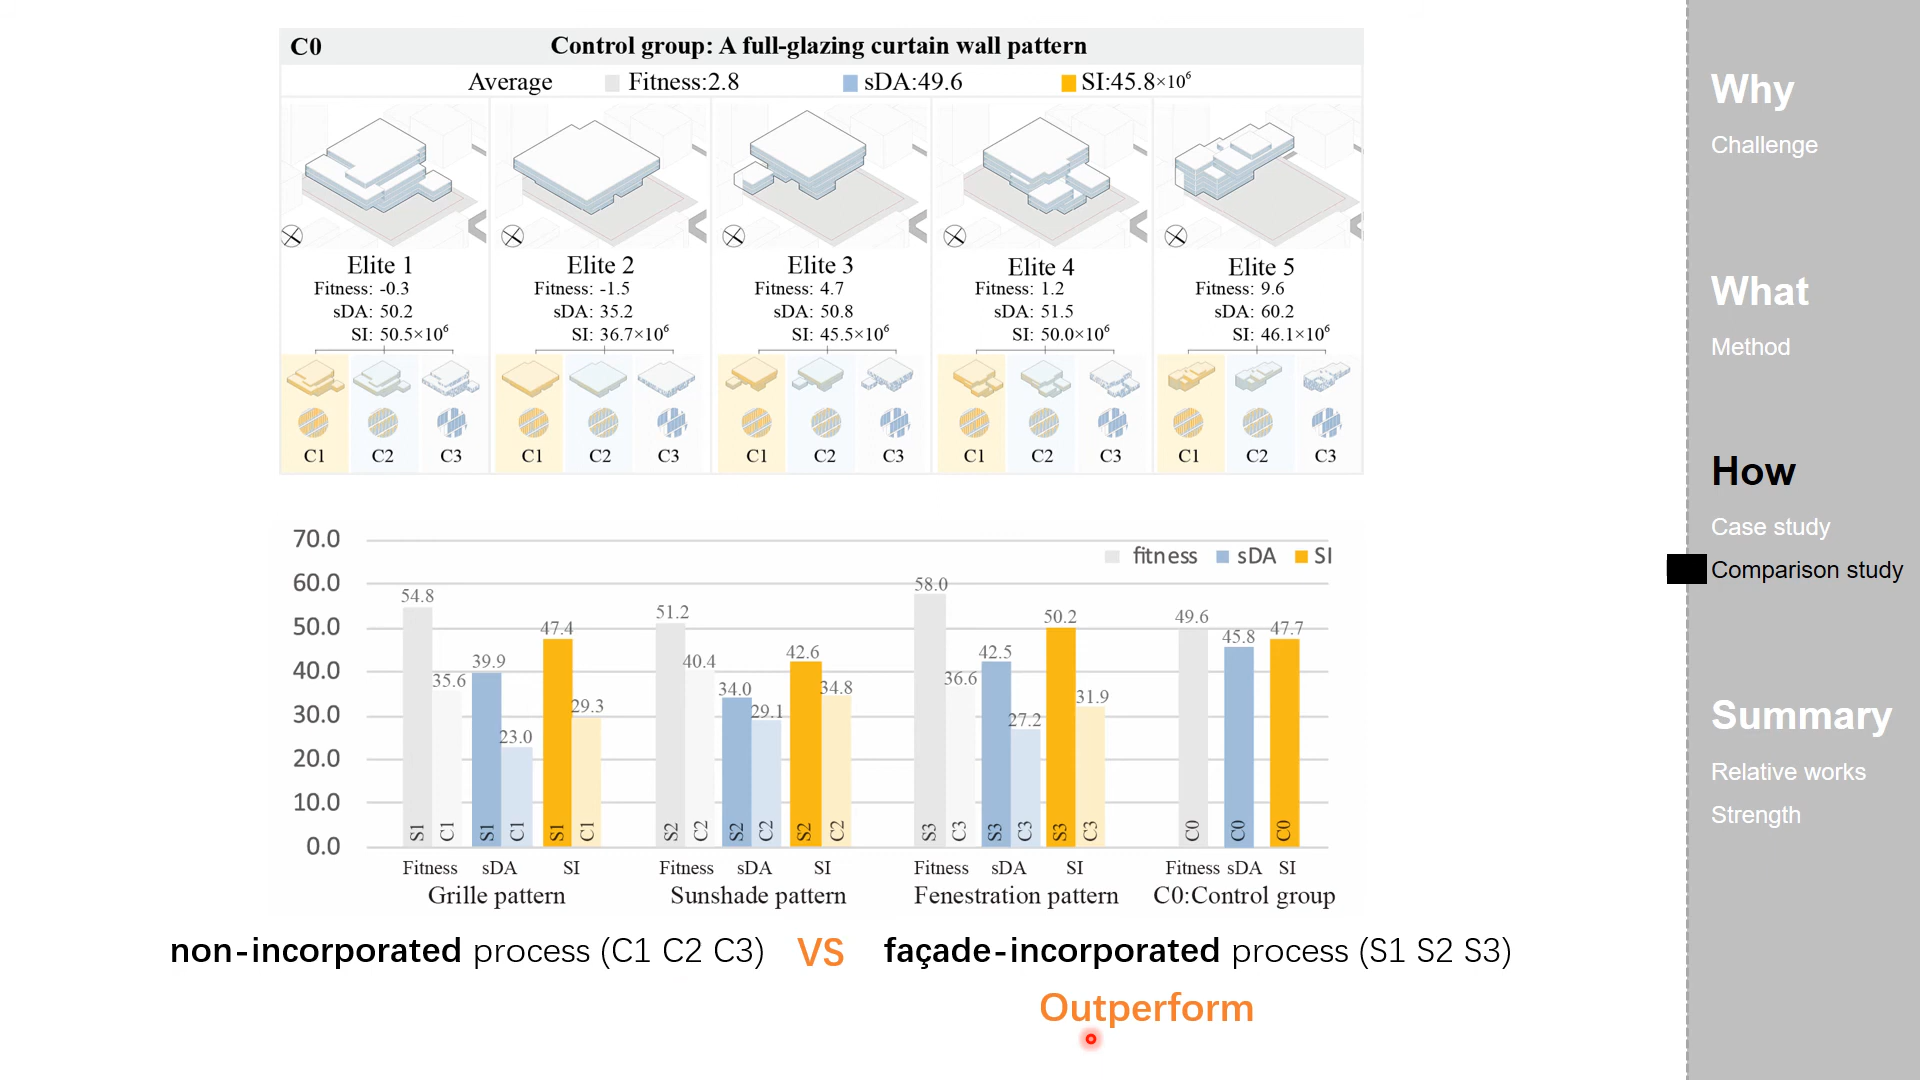 C0 Control group: A full-glazing curtain wall pattern
Average Fitness:2.8 sDA:49.6 SI:45.8×10⁶
Elite 1
Fitness: -0.3
sDA: 50.2
SI: 50.5×10⁶
C1 C2 C3
Elite 2
Fitness: -1.5
sDA: 35.2
SI: 36.7×10⁶
C1 C2 C3
Elite 3
Fitness: 4.7
sDA: 50.8
SI: 45.5×10⁶
C1 C2 C3
Elite 4
Fitness: 1.2
sDA: 51.5
SI: 50.0×10⁶
C1 C2 C3
Elite 5
Fitness: 9.6
sDA: 60.2
SI: 46.1×10⁶
C1 C2 C3
fitness sDA SI
70.0
60.0
50.0
40.0
30.0
20.0
10.0
0.0
54.8 35.6 39.9 23.0 47.4 29.3
S1 C1 S1 C1 S1 C1
Fitness sDA SI
Grille pattern
51.2 40.4 34.0 29.1 42.6 34.8
S2 C2 S2 C2 S2 C2
Fitness sDA SI
Sunshade pattern
58.0 36.6 42.5 27.2 50.2 31.9
S3 C3 S3 C3 S3 C3
Fitness sDA SI
Fenestration pattern
49.6 45.8 47.7
C0 C0 C0
Fitness sDA SI
C0:Control group
non-incorporated process (C1 C2 C3) VS façade-incorporated process (S1 S2 S3)
Outperform
Why
Challenge
What
Method
How
Case study
Comparison study
Summary
Relative works
Strength